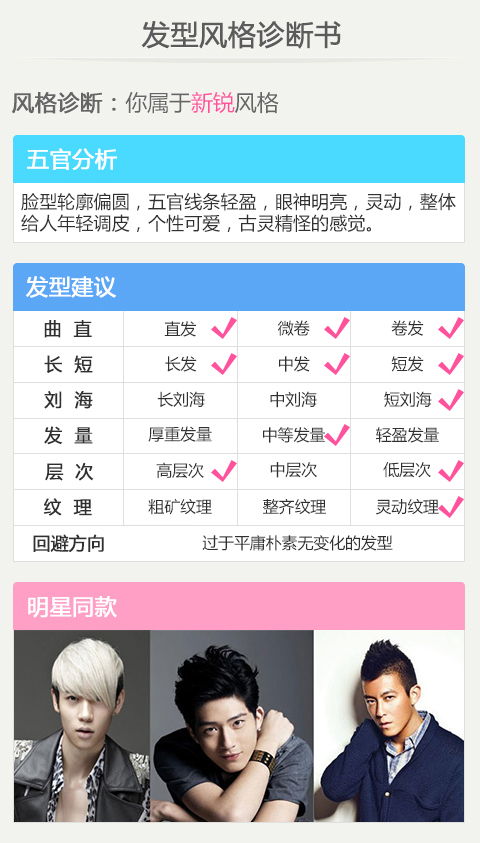 发型风格诊断书
风格诊断：你属于新锐风格
五官分析
脸型轮廓偏圆，五官线条轻盈，眼神明亮，灵动，整体
给人年轻调皮，个性可爱，古灵精怪的感觉。
发型建议
曲 直 直发 微卷 卷发
长 短 长发 中发 短发
刘 海 长刘海 中刘海 短刘海
发 量 厚重发量 中等发量 轻盈发量
层 次 高层次 中层次 低层次
纹 理 粗矿纹理 整齐纹理 灵动纹理
回避方向 过于平庸朴素无变化的发型
明星同款